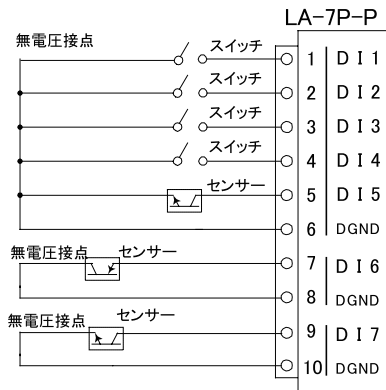 LA-7P-P
無電圧接点
スイッチ
1 DI1
スイッチ
2 DI2
スイッチ
3 DI3
スイッチ
4 DI4
センサー
5 DI5
6 DGND
無電圧接点 センサー
7 DI6
8 DGND
無電圧接点 センサー
9 DI7
10 DGND